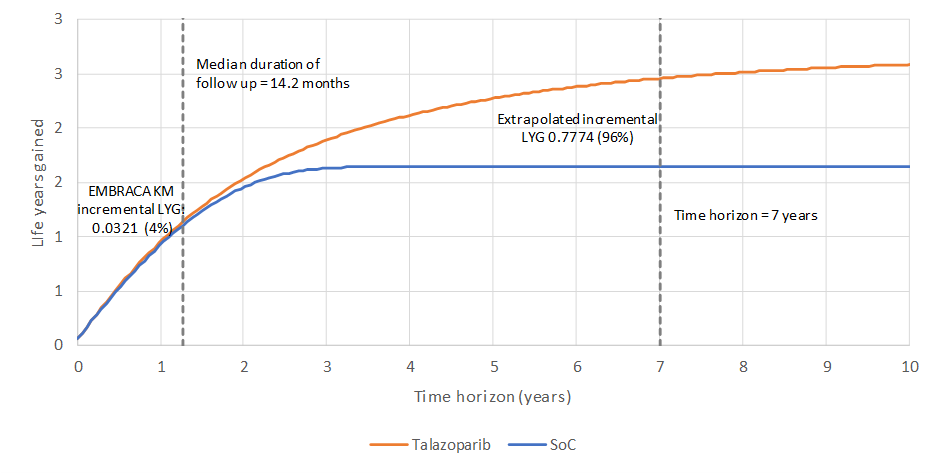 3
3
2
2
1
1
0
Life years gained
Median duration of
follow up = 14.2 months
Extrapolated incremental
LYG 0.7774 (96%)
EMBRACA KM
incremental LYG:
0.0321 (4%)
Time horizon = 7 years
0 1 2 3 4 5 6 7 8 9 10
Time horizon (years)
Talazoparib SoC